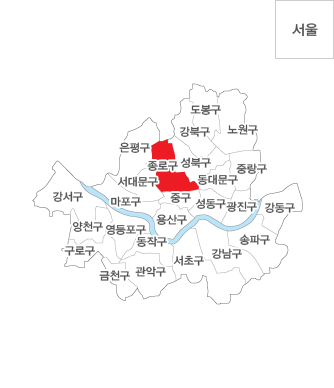 서울
도봉구
강북구
노원구
은평구
종로구
성북구
중랑구
서대문구
동대문구
강서구
마포구
중구
성동구
광진구
강동구
양천구
영등포구
용산구
동작구
송파구
구로구
서초구
강남구
금천구
관악구